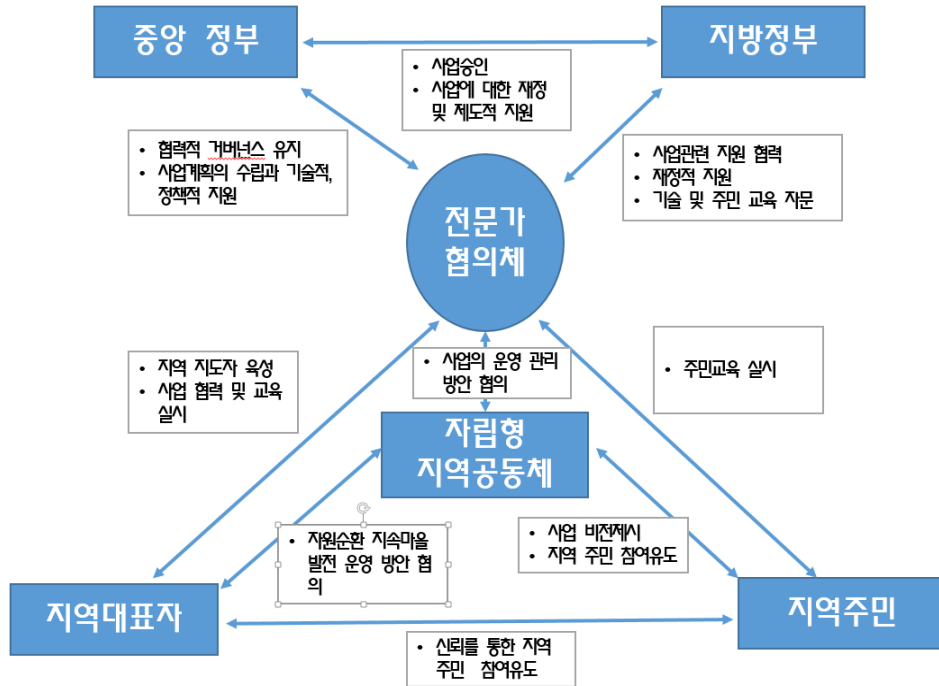 중앙 정부
지방정부
• 사업승인
• 사업에 대한 재정
및 제도적 지원
• 협력적 거버넌스 유지
• 사업계획의 수립과 기술적,
정책적 지원
• 사업관련 지원 협력
• 재정적 지원
• 기술 및 주민 교육 자문
전문가
협의체
• 지역 지도자 육성
• 사업 협력 및 교육
실시
• 사업의 운영 관리
방안 협의
• 주민교육 실시
자립형
지역공동체
• 자원순환 지속마을
발전 운영 방안 협
의
• 사업 비전제시
• 지역 주민 참여유도
지역대표자
지역주민
• 신뢰를 통한 지역
주민 참여유도